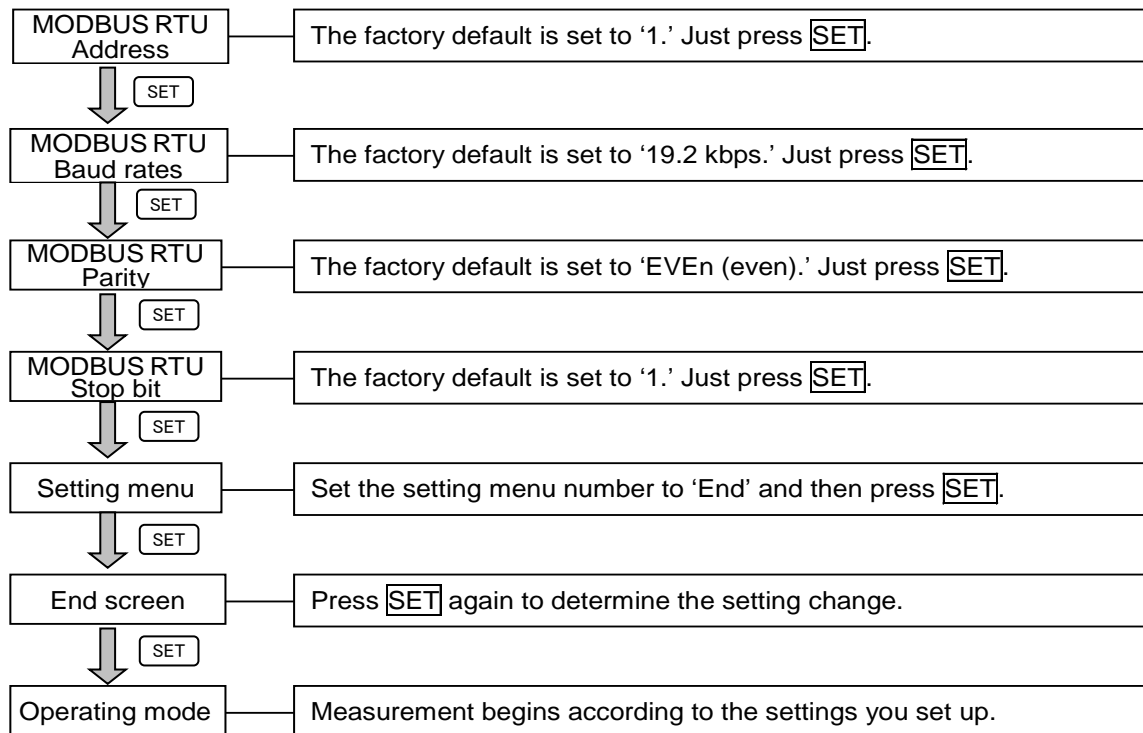 MODBUS RTU
Address
The factory default is set to ‘1.’ Just press SET.
SET
MODBUS RTU
Baud rates
The factory default is set to ‘19.2 kbps.’ Just press SET.
SET
MODBUS RTU
Parity
The factory default is set to ‘EVEn (even).’ Just press SET.
SET
MODBUS RTU
Stop bit
The factory default is set to ‘1.’ Just press SET.
SET
Setting menu
Set the setting menu number to ‘End’ and then press SET.
SET
End screen
Press SET again to determine the setting change.
SET
Operating mode
Measurement begins according to the settings you set up.